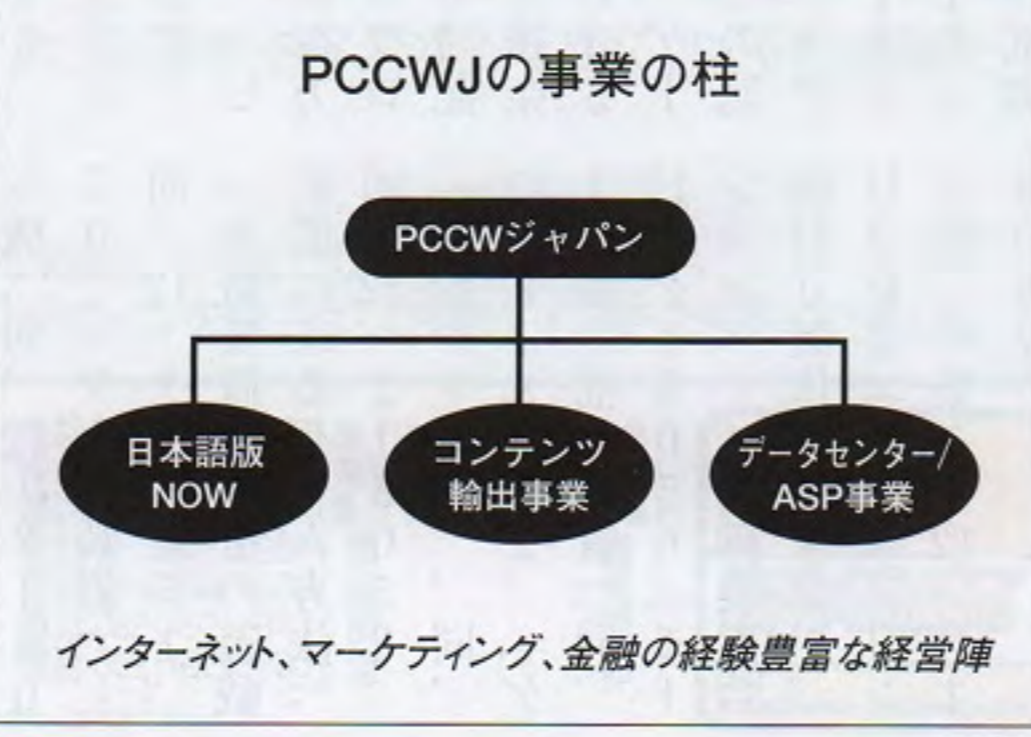 PCCWJの事業の柱
PCCWジャパン
日本語版
NOW
コンテンツ
輸出事業
データセンター/
ASP事業
インターネット、マーケティング、金融の経験豊富な経営陣